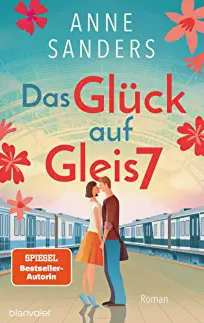 ANNE
SANDERS
Das Glück
auf
Gleis 7
SPIEGEL
Bestseller-
Autorin
Roman
blanvalet